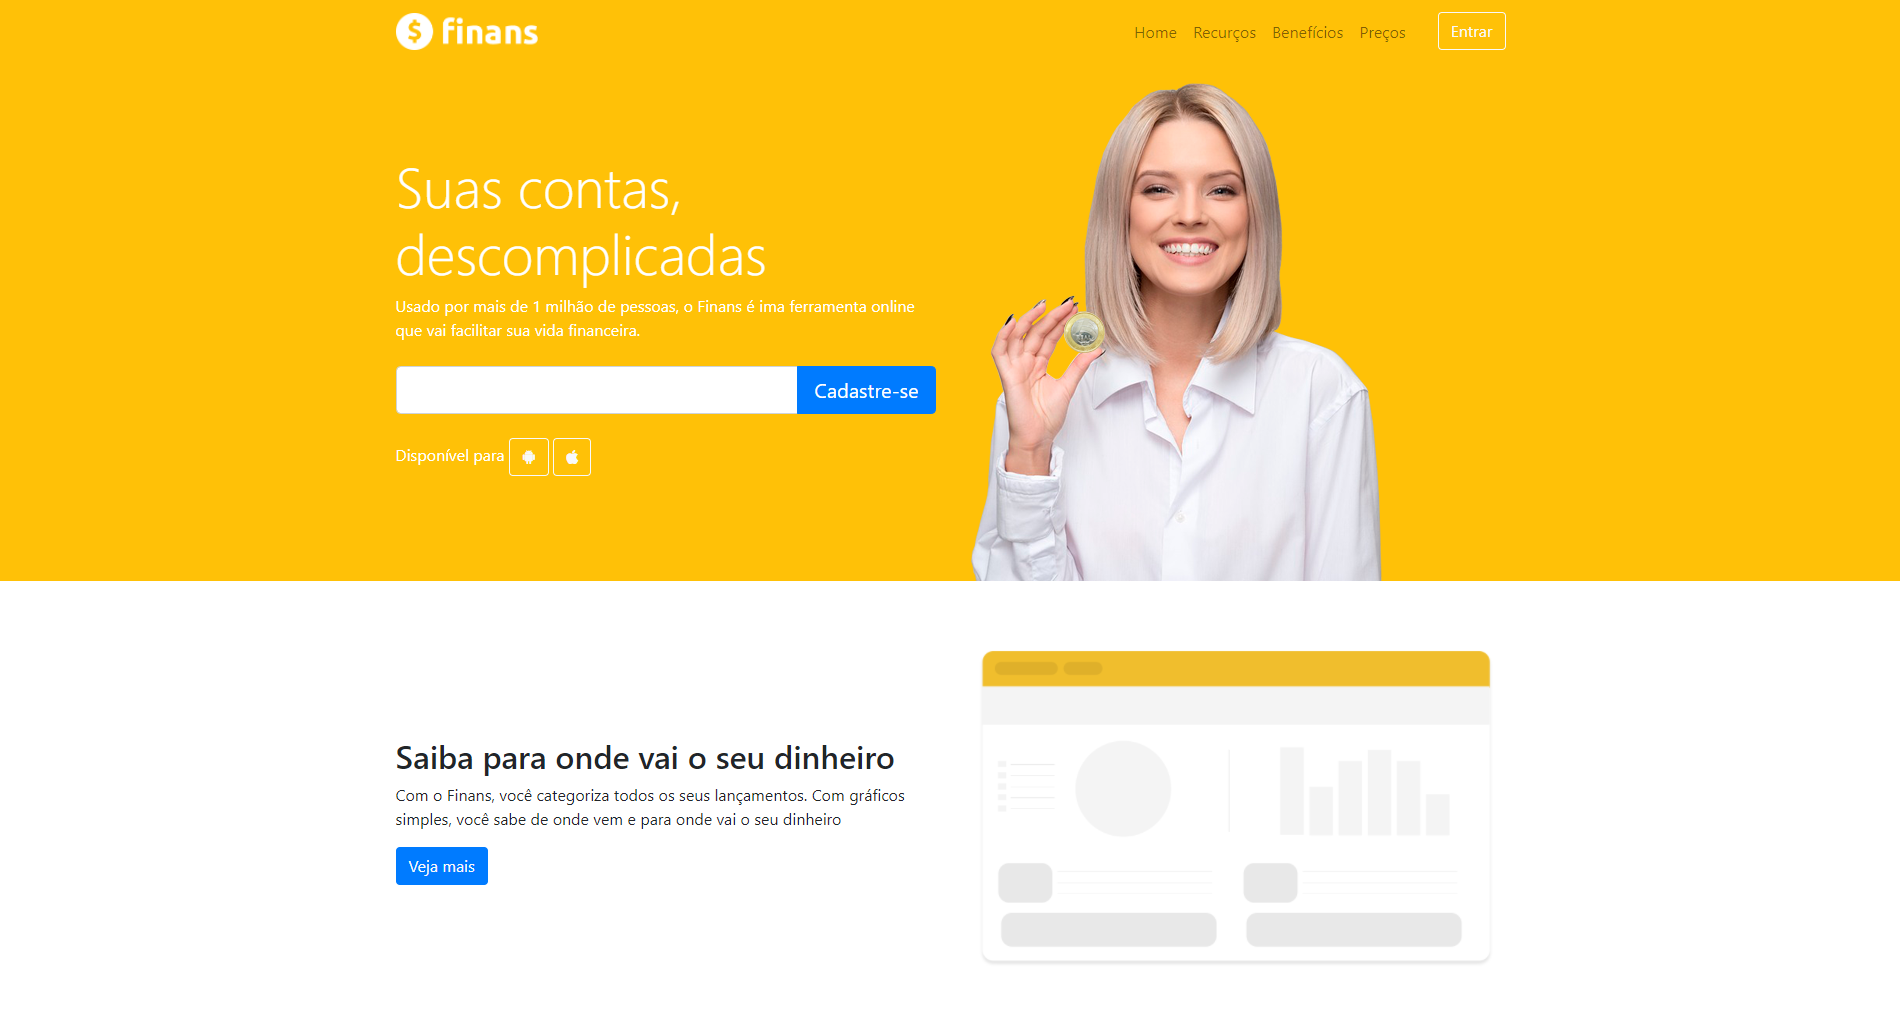 finans
Home Recurços Benefícios Preços Entrar
Suas contas,
descomplicadas
Usado por mais de 1 milhão de pessoas, o Finans é ima ferramenta online
que vai facilitar sua vida financeira.
Cadastre-se
Disponível para
Saiba para onde vai o seu dinheiro
Com o Finans, você categoriza todos os seus lançamentos. Com gráficos
simples, você sabe de onde vem e para onde vai o seu dinheiro
Veja mais